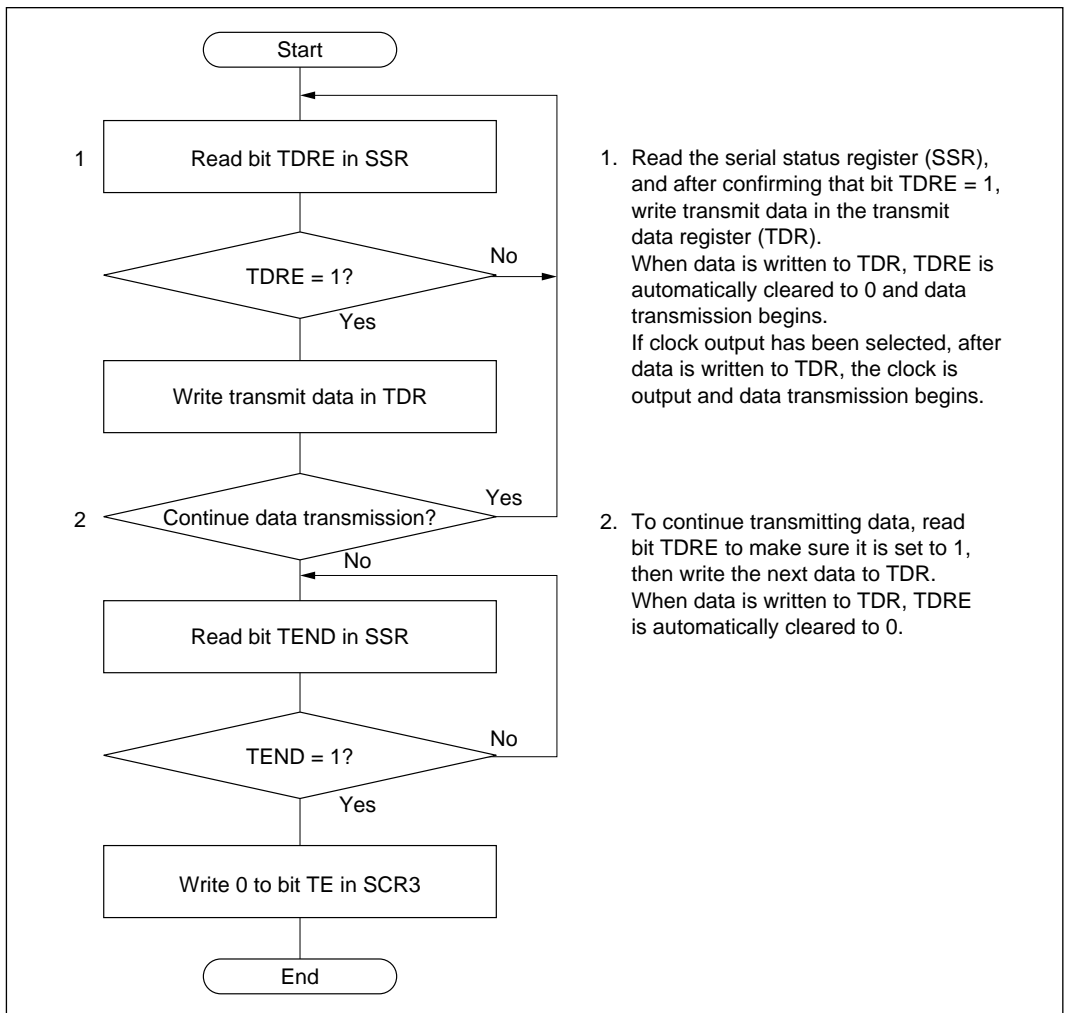 Start
1
Read bit TDRE in SSR
TDRE = 1?
No
Yes
Write transmit data in TDR
2
Continue data transmission?
Yes
No
Read bit TEND in SSR
TEND = 1?
No
Yes
Write 0 to bit TE in SCR3
End
1. Read the serial status register (SSR),
and after confirming that bit TDRE = 1,
write transmit data in the transmit
data register (TDR).
When data is written to TDR, TDRE is
automatically cleared to 0 and data
transmission begins.
If clock output has been selected, after
data is written to TDR, the clock is
output and data transmission begins.
2. To continue transmitting data, read
bit TDRE to make sure it is set to 1,
then write the next data to TDR.
When data is written to TDR, TDRE
is automatically cleared to 0.